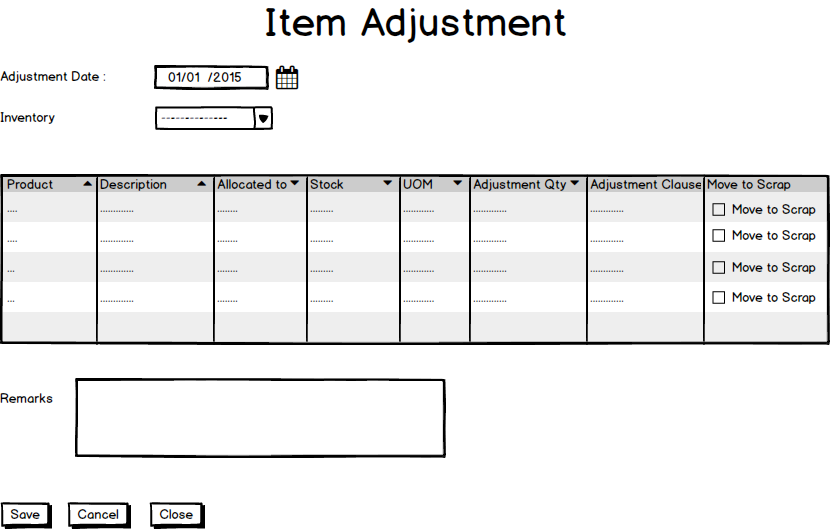 Item Adjustment
Adjustment Date : 01/01 /2015
Inventory --------------
Product Description Allocated to Stock UOM Adjustment Qty Adjustment Clause Move to Scrap
.... ............. ........ ......... ............ ............. ............. Move to Scrap
.... ............. ........ ......... ............ ............. ............. Move to Scrap
... ............. ........ ......... ............ ............. ............. Move to Scrap
... ............. ........ ......... ............ ............. ............. Move to Scrap
Remarks
Save Cancel Close